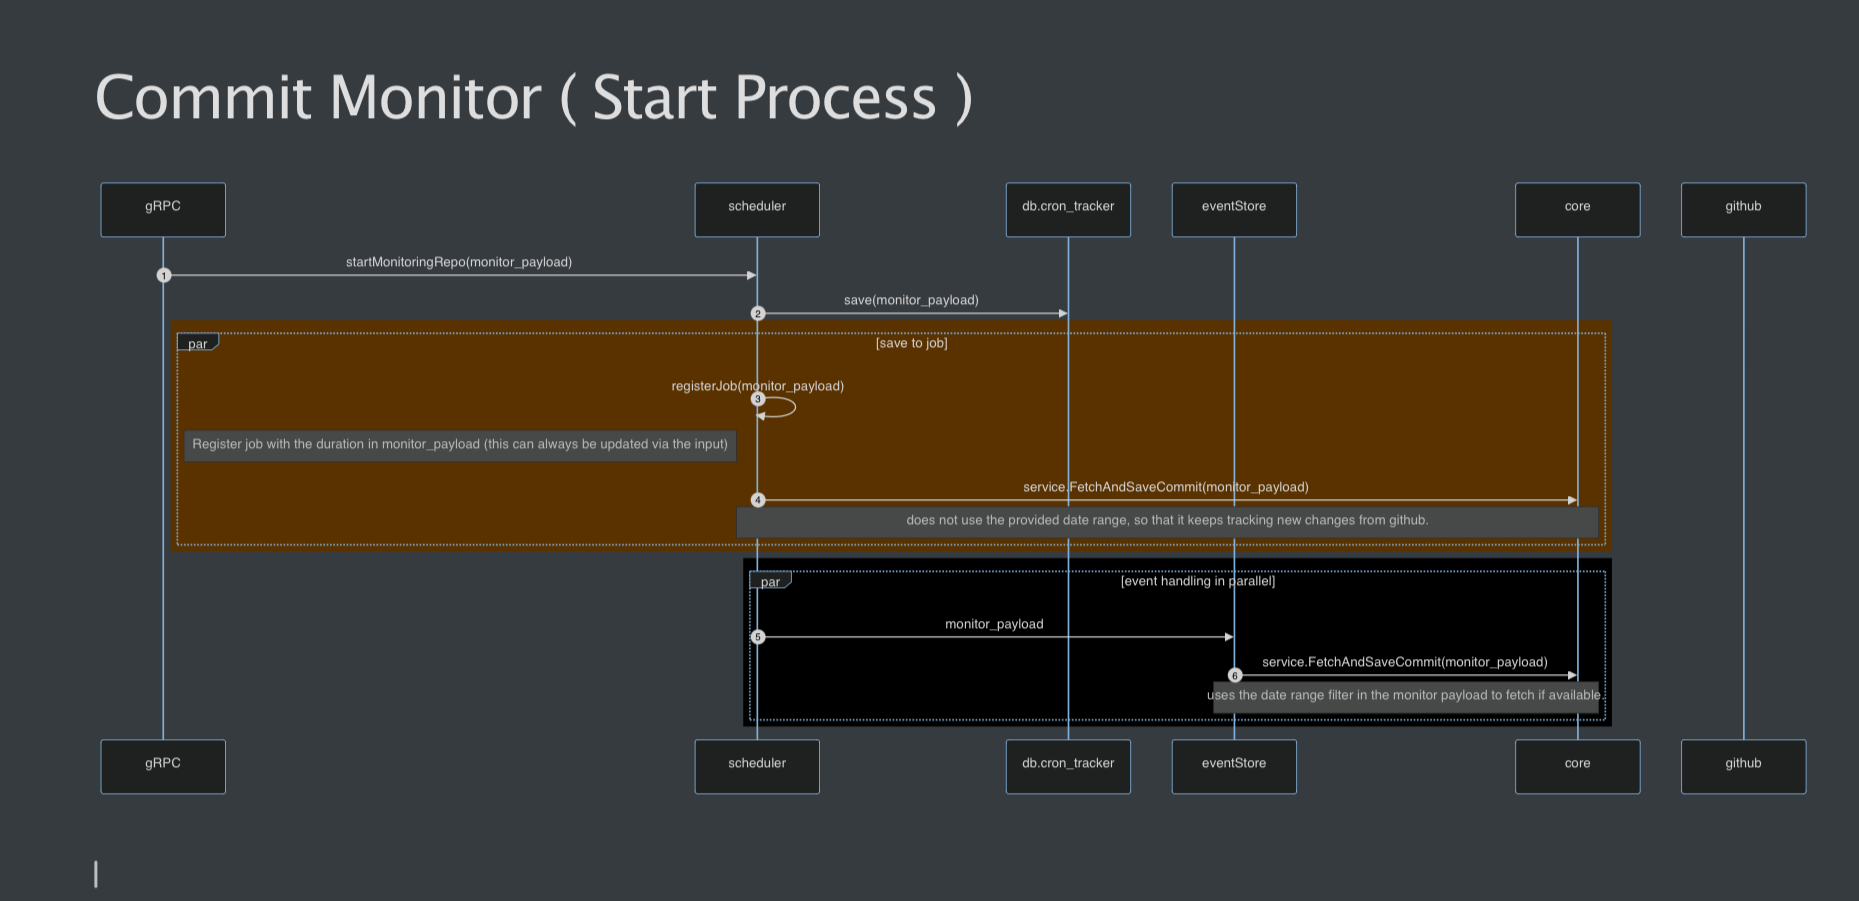 Commit Monitor ( Start Process )
gRPC
scheduler
db.cron_tracker
eventStore
core
github
1
startMonitoringRepo(monitor_payload)
2
save(monitor_payload)
par
[save to job]
registerJob(monitor_payload)
3
Register job with the duration in monitor_payload (this can always be updated via the input)
service.FetchAndSaveCommit(monitor_payload)
4
does not use the provided date range, so that it keeps tracking new changes from github.
par
[event handling in parallel]
monitor_payload
5
service.FetchAndSaveCommit(monitor_payload)
6
uses the date range filter in the monitor payload to fetch if available.
gRPC
scheduler
db.cron_tracker
eventStore
core
github